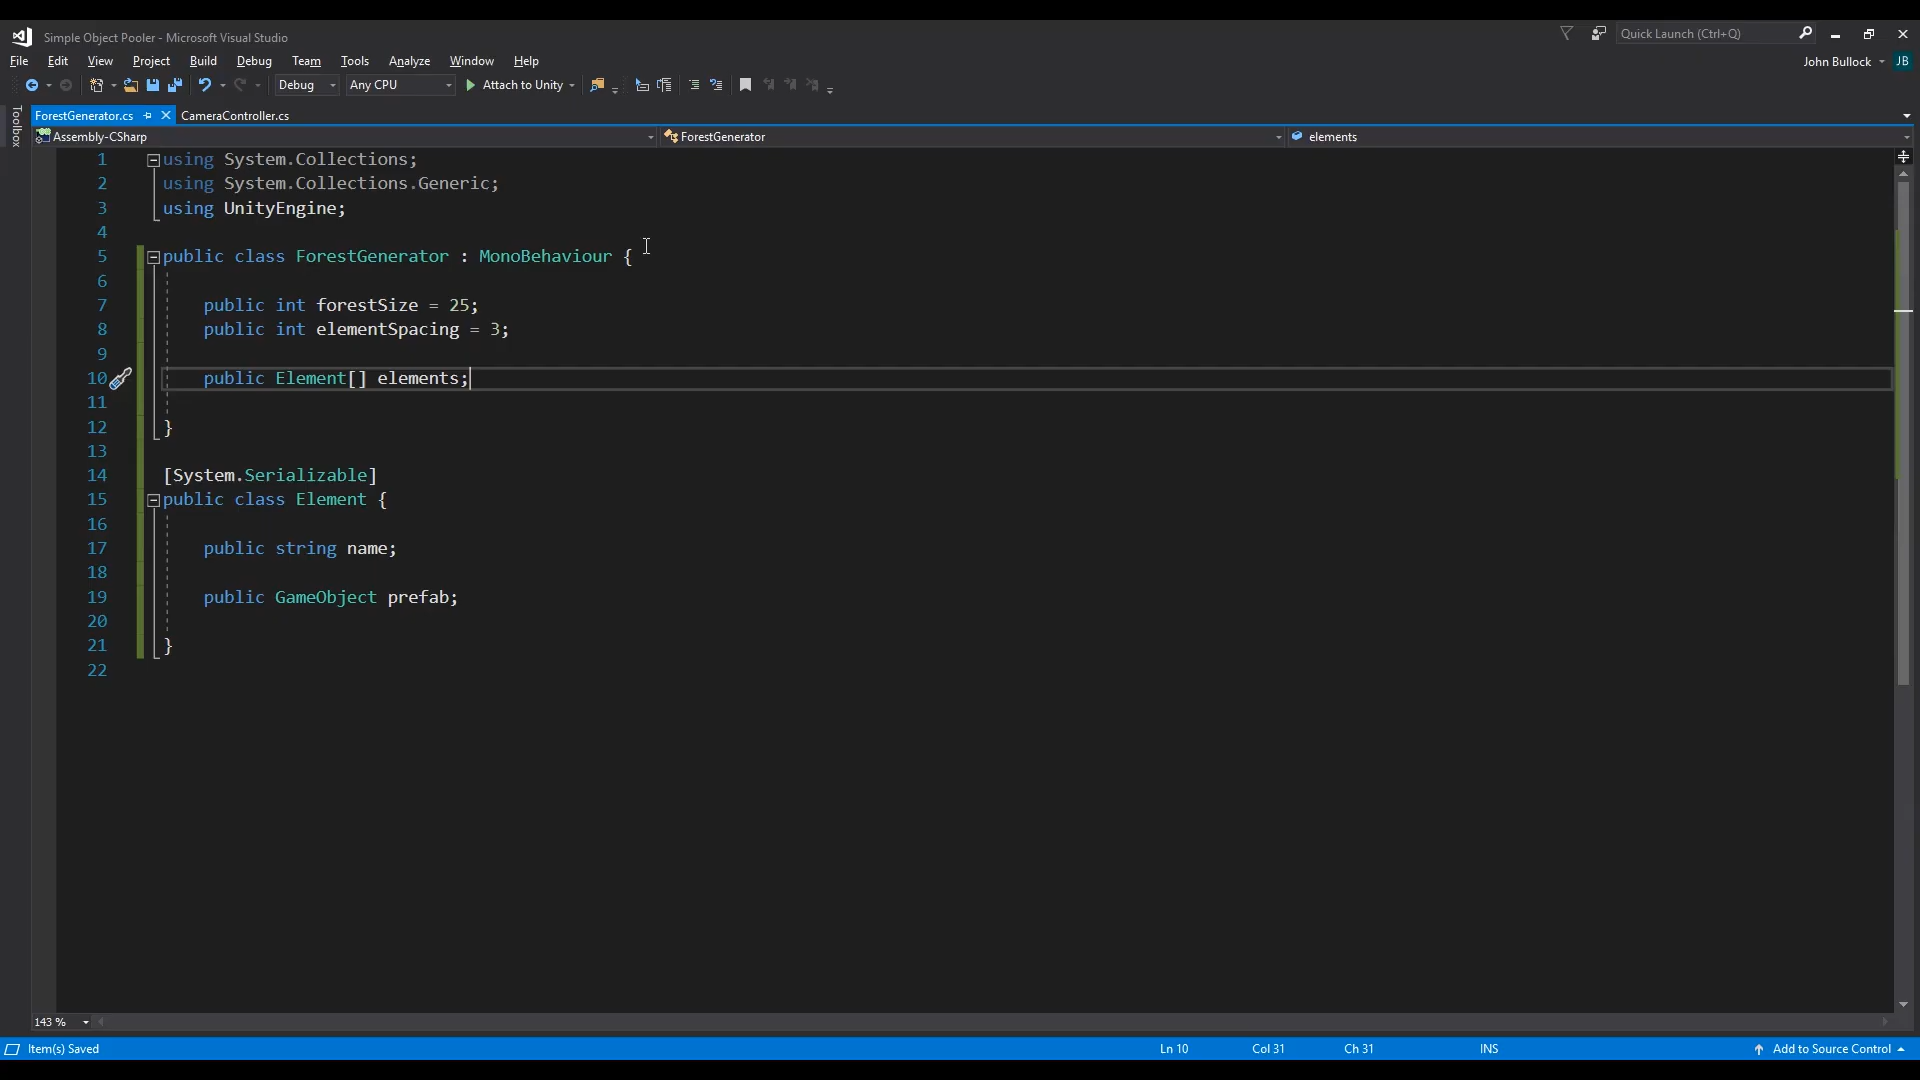 Simple Object Pooler - Microsoft Visual Studio
Quick Launch (Ctrl+Q)
File Edit View Project Build Debug Team Tools Analyze Window Help
John Bullock JB
Debug Any CPU Attach to Unity
Toolbox
ForestGenerator.cs CameraController.cs
Assembly-CSharp ForestGenerator elements
1 using System.Collections;
2 using System.Collections.Generic;
3 using UnityEngine;
4
5 public class ForestGenerator : MonoBehaviour {
6
7 public int forestSize = 25;
8 public int elementSpacing = 3;
9
10 public Element[] elements;
11
12 }
13
14 [System.Serializable]
15 public class Element {
16
17 public string name;
18
19 public GameObject prefab;
20
21 }
22
143 %
Item(s) Saved Ln 10 Col 31 Ch 31 INS Add to Source Control